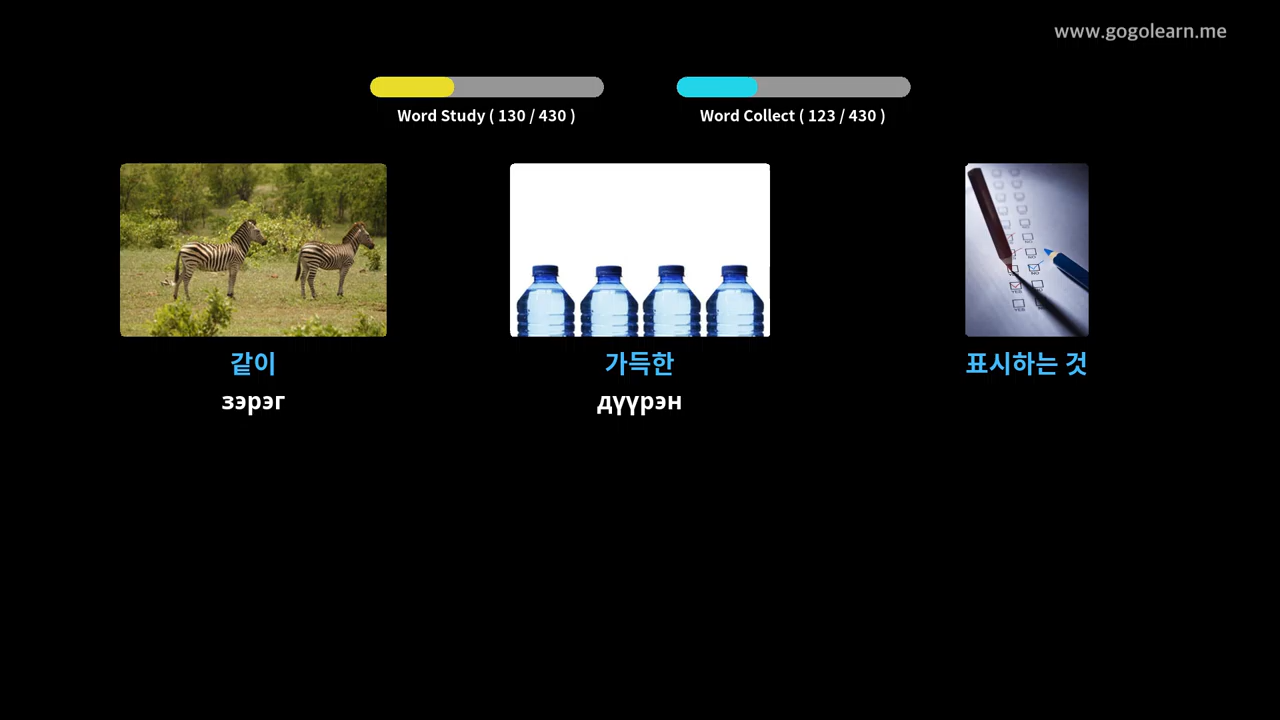 www.gogolearn.me
Word Study ( 130 / 430 )
Word Collect ( 123 / 430 )
같이
가득한
표시하는 것
зэрэг
дүүрэн